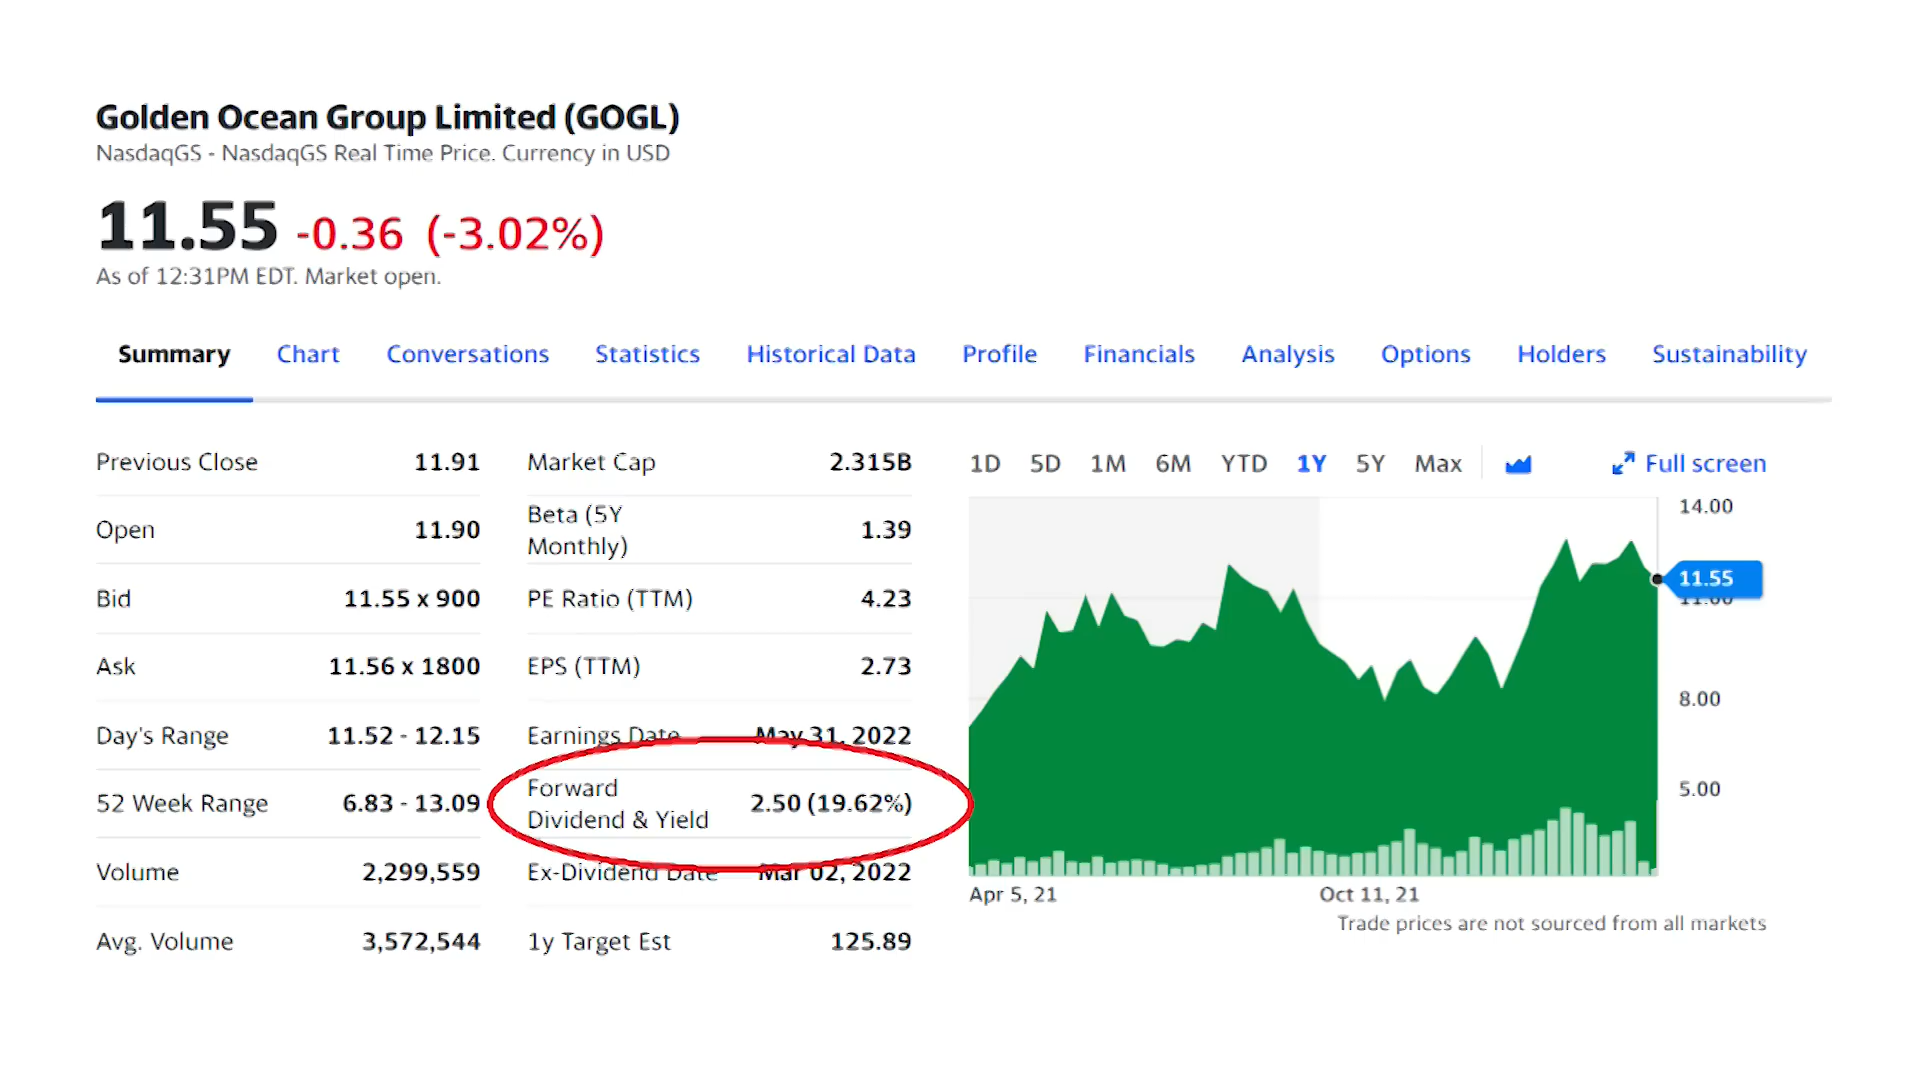 Golden Ocean Group Limited (GOGL)
NasdaqGS - NasdaqGS Real Time Price. Currency in USD
11.55 -0.36 (-3.02%)
As of 12:31PM EDT. Market open.
Summary Chart Conversations Statistics Historical Data Profile Financials Analysis Options Holders Sustainability
Previous Close 11.91
Open 11.90
Bid 11.55 x 900
Ask 11.56 x 1800
Day's Range 11.52 - 12.15
52 Week Range 6.83 - 13.09
Volume 2,299,559
Avg. Volume 3,572,544
Market Cap 2.315B
Beta (5Y
Monthly) 1.39
PE Ratio (TTM) 4.23
EPS (TTM) 2.73
Earnings Date May 31, 2022
Forward
Dividend & Yield 2.50 (19.62%)
Ex-Dividend Date Mar 02, 2022
1y Target Est 125.89
1D 5D 1M 6M YTD 1Y 5Y Max Full screen
14.00
11.55
11.00
8.00
5.00
Apr 5, 21 Oct 11, 21
Trade prices are not sourced from all markets